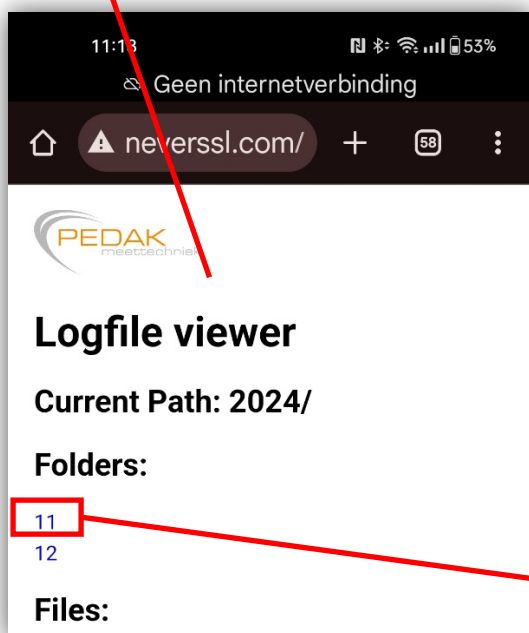 11:13
53%
Geen internetverbinding
neverssl.com/
58
PEDAK
meettechniek
Logfile viewer
Current Path: 2024/
Folders:
11
12
Files: